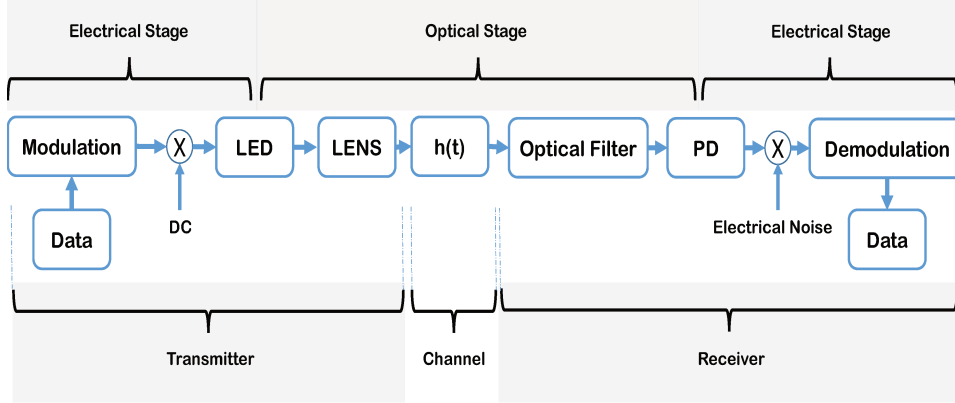 Electrical Stage
Optical Stage
Electrical Stage
Modulation
X
LED
LENS
h(t)
Optical Filter
PD
X
Demodulation
Data
DC
Electrical Noise
Data
Transmitter
Channel
Receiver